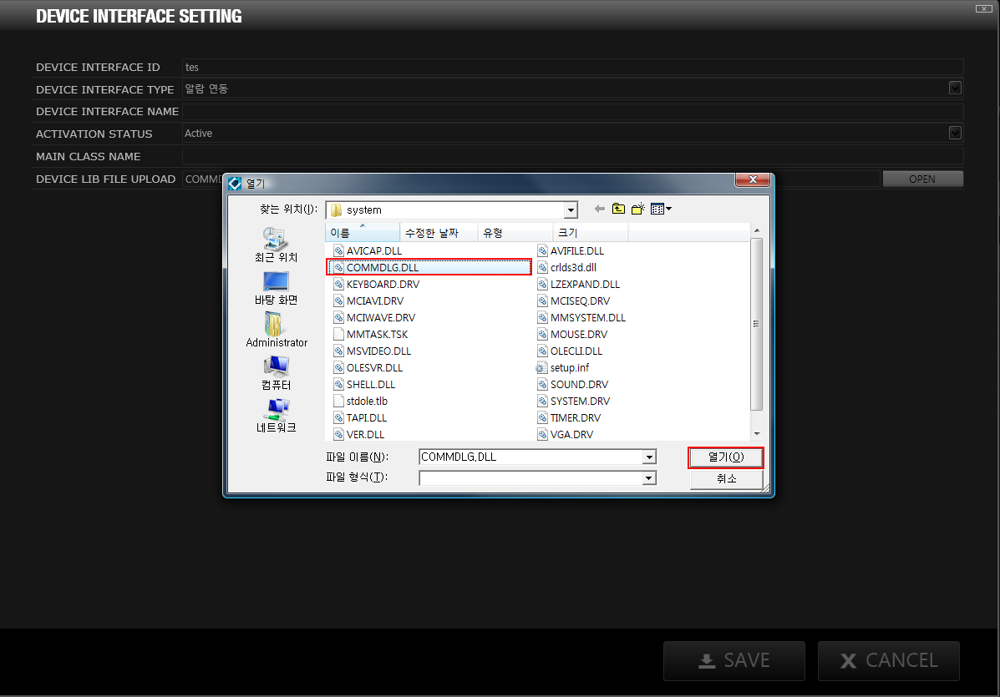 DEVICE INTERFACE SETTING
DEVICE INTERFACE ID tes
DEVICE INTERFACE TYPE 알람 연동
DEVICE INTERFACE NAME
ACTIVATION STATUS Active
MAIN CLASS NAME
DEVICE LIB FILE UPLOAD OPEN
열기
찾는 위치(I): system
이름 수정한 날짜 유형 크기
최근 위치
바탕 화면
Administrator
컴퓨터
네트워크
AVICAP.DLL AVIFILE.DLL
COMMDLG.DLL crlds3d.dll
KEYBOARD.DRV LZEXPAND.DLL
MCIAVI.DRV MCISEQ.DRV
MCIWAVE.DRV MMSYSTEM.DLL
MMTASK.TSK MOUSE.DRV
MSVIDEO.DLL OLECLI.DLL
OLESVR.DLL setup.inf
SHELL.DLL SOUND.DRV
stdole.tlb SYSTEM.DRV
TAPI.DLL TIMER.DRV
VER.DLL VGA.DRV
파일 이름(N): COMMDLG.DLL 열기(O)
파일 형식(T): 취소
SAVE CANCEL